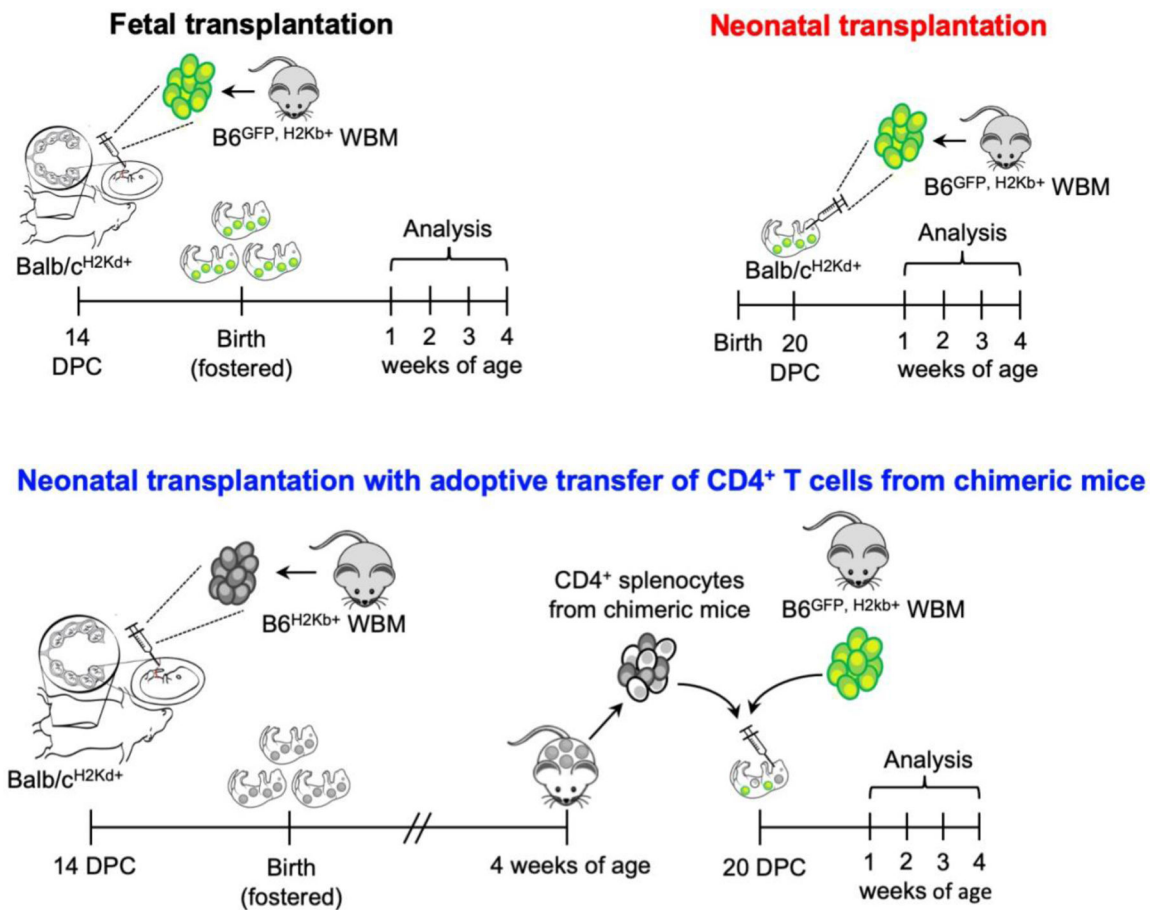 Fetal transplantation
B6GFP, H2Kb+ WBM
Balb/cH2Kd+
Analysis
14
DPC
Birth
(fostered)
1 2 3 4
weeks of age
Neonatal transplantation
B6GFP, H2Kb+ WBM
Balb/cH2Kd+
Analysis
Birth 20
DPC
1 2 3 4
weeks of age
Neonatal transplantation with adoptive transfer of CD4+ T cells from chimeric mice
B6H2Kb+ WBM
Balb/cH2Kd+
CD4+ splenocytes
from chimeric mice
B6GFP, H2kb+ WBM
Analysis
14 DPC
Birth
(fostered)
4 weeks of age
20 DPC
1 2 3 4
weeks of age